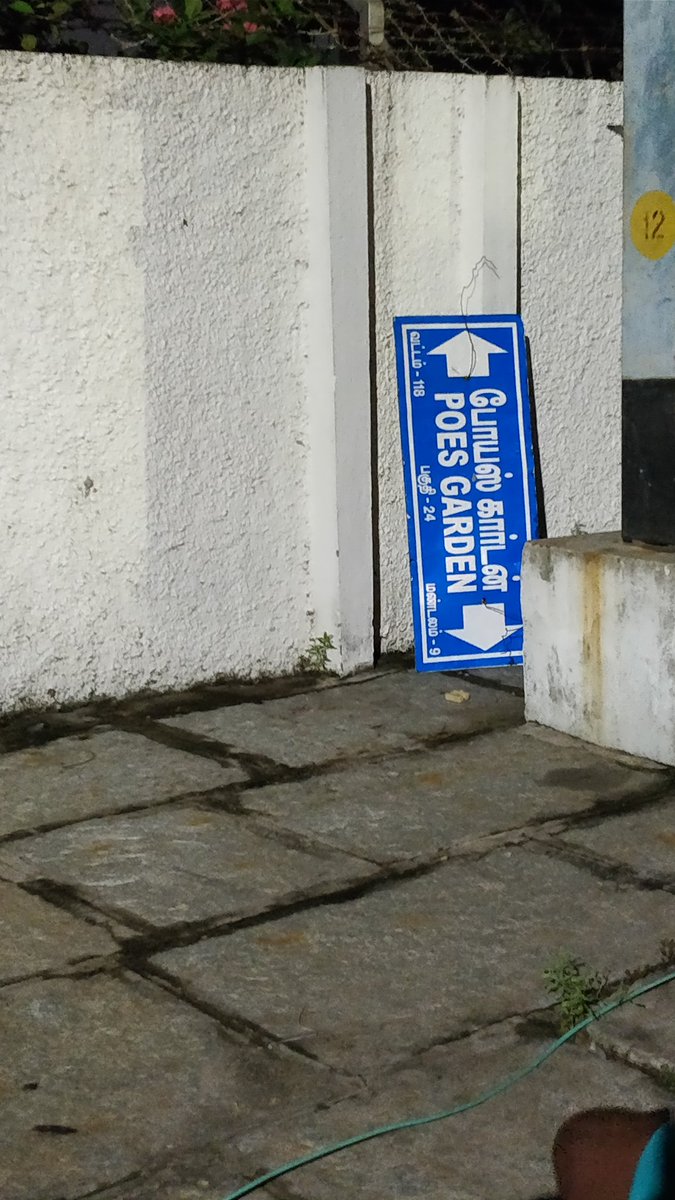 போயஸ் கார்டன்
POES GARDEN
வட்டம் - 118 பகுதி - 24 மண்டலம் - 9
12